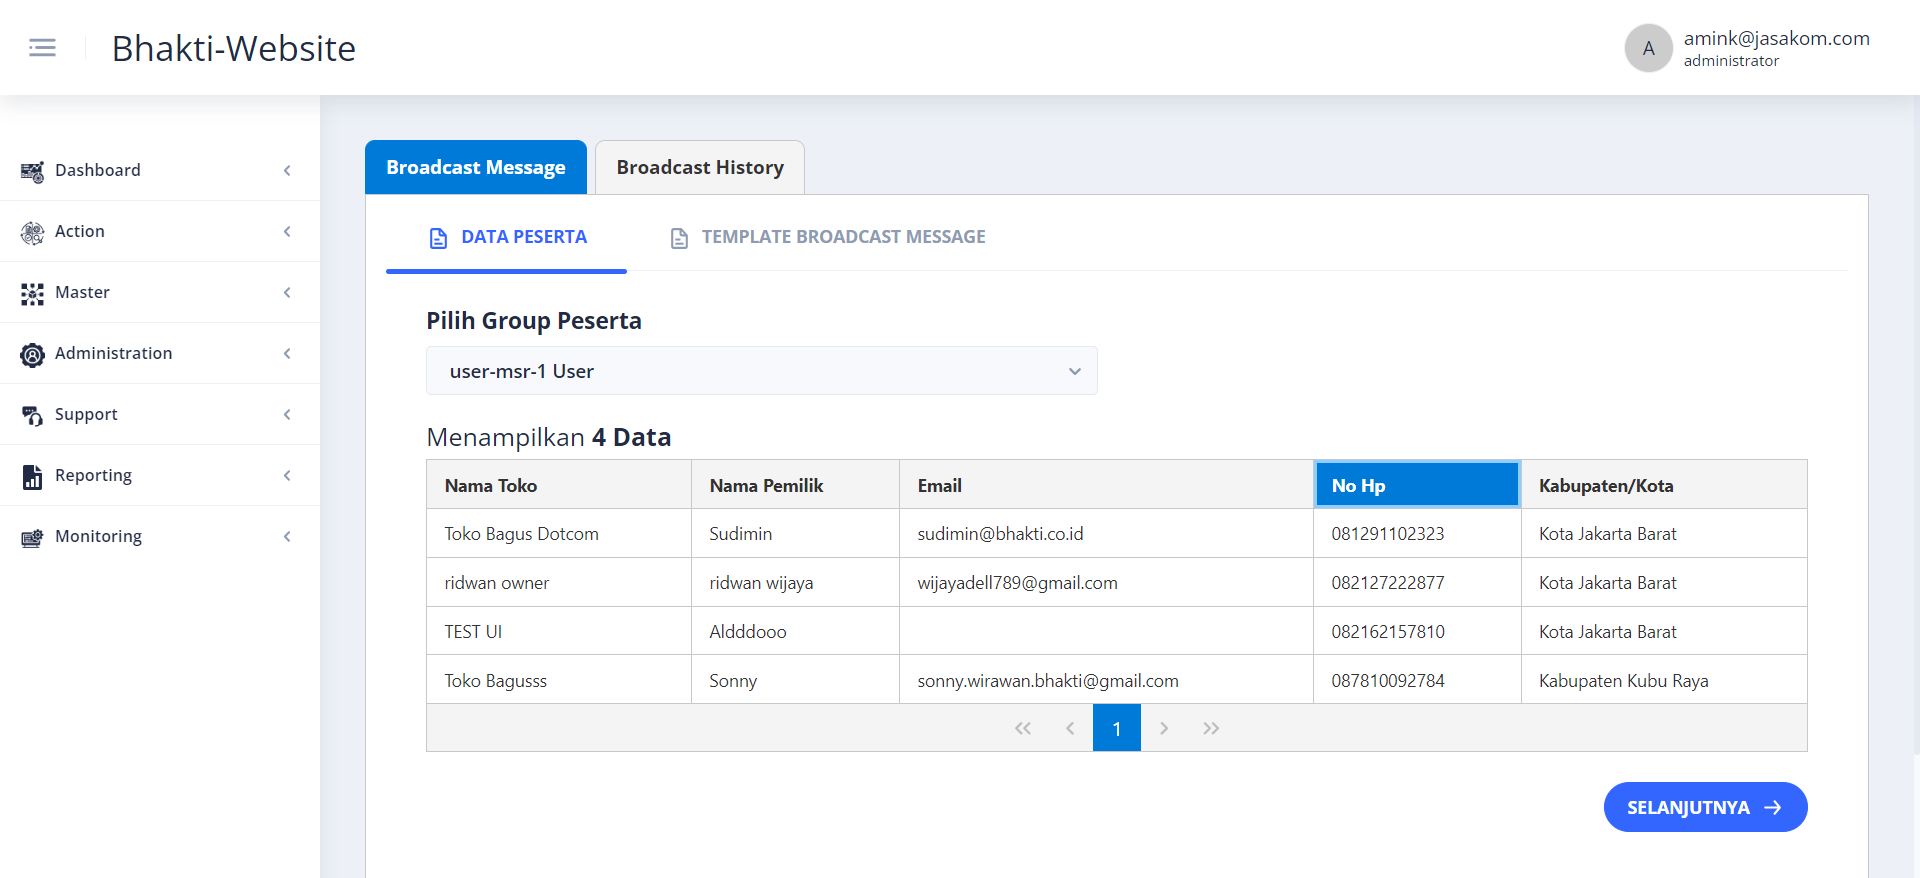 Bhakti-Website
A
amink@jasakom.com
administrator
Dashboard
Action
Master
Administration
Support
Reporting
Monitoring
Broadcast Message
Broadcast History
DATA PESERTA
TEMPLATE BROADCAST MESSAGE
Pilih Group Peserta
user-msr-1 User
Menampilkan 4 Data
Nama Toko Nama Pemilik Email No Hp Kabupaten/Kota
Toko Bagus Dotcom Sudimin sudimin@bhakti.co.id 081291102323 Kota Jakarta Barat
ridwan owner ridwan wijaya wijayadell789@gmail.com 082127222877 Kota Jakarta Barat
TEST UI Aldddooo 082162157810 Kota Jakarta Barat
Toko Bagusss Sonny sonny.wirawan.bhakti@gmail.com 087810092784 Kabupaten Kubu Raya
1
SELANJUTNYA